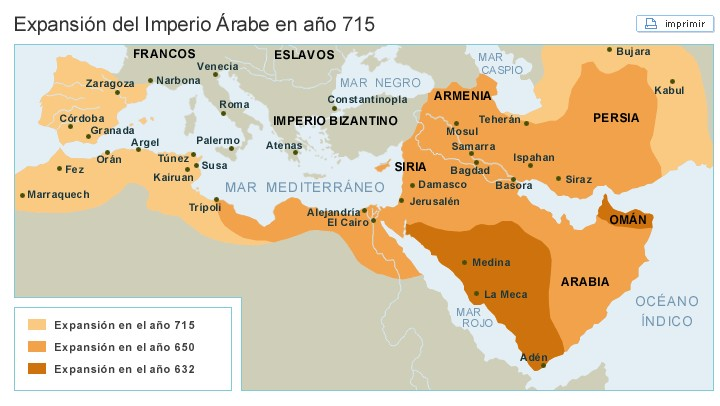 Expansión del Imperio Árabe en año 715
imprimir
FRANCOS
ESLAVOS
Venecia
Narbona
Zaragoza
MAR NEGRO
MAR
CASPIO
Bujara
Kabul
Constantinopla
ARMENIA
Roma
IMPERIO BIZANTINO
Teherán
PERSIA
Córdoba
Granada
Argel
Orán
Palermo
Atenas
Mosul
Samarra
Fez
Túnez
Susa
Kairuan
SIRIA
Bagdad
Ispahan
Siraz
Basora
MAR MEDITERRÁNEO
Damasco
Jerusalén
Marraquech
Trípoli
Alejandría
El Cairo
OMÁN
Medina
La Meca
ARABIA
MAR
ROJO
OCÉANO
ÍNDICO
Adén
Expansión en el año 715
Expansión en el año 650
Expansión en el año 632